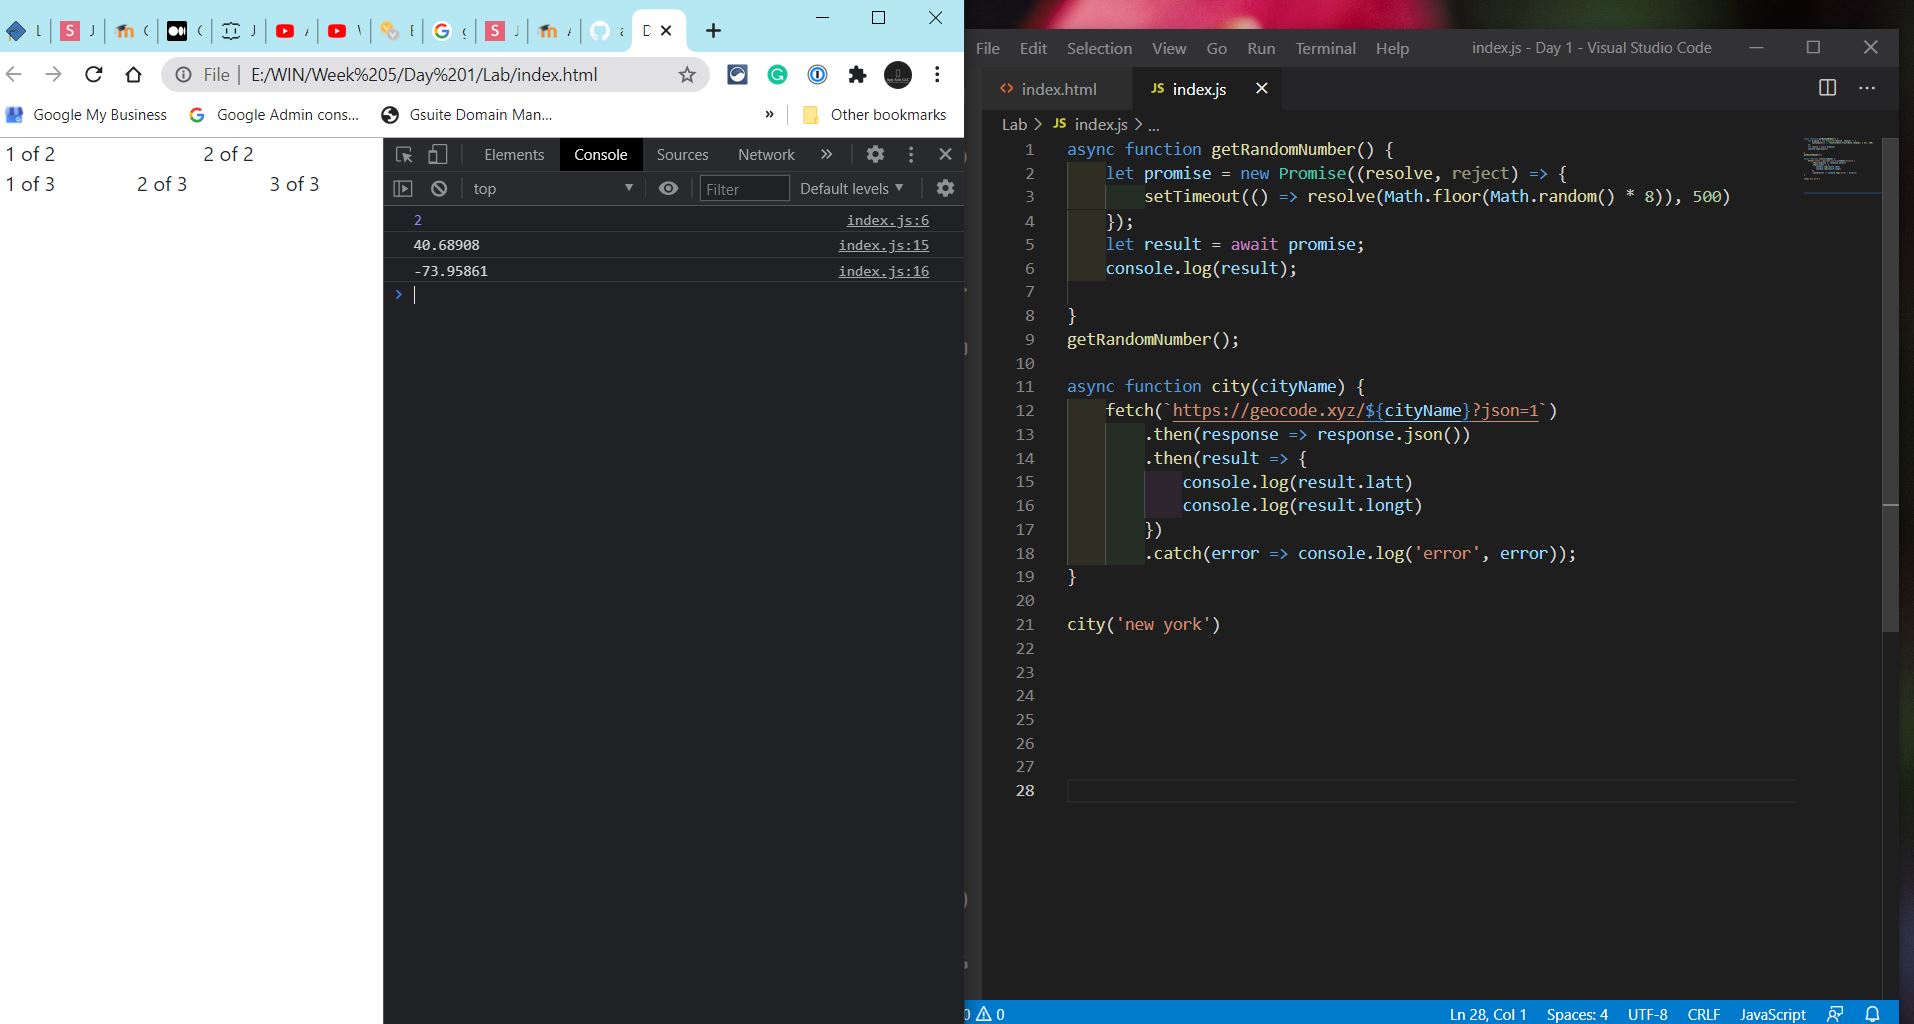 L
S J
m C
C
J
A
\
E
G g
S J
m A
a
D
File E:/WIN/Week%205/Day%201/Lab/index.html
Google My Business Google Admin cons... Gsuite Domain Man... » Other bookmarks
1 of 2 2 of 2
1 of 3 2 of 3 3 of 3
Elements Console Sources Network »
top Filter Default levels
2 index.js:6
40.68908 index.js:15
-73.95861 index.js:16
File Edit Selection View Go Run Terminal Help index.js - Day 1 - Visual Studio Code
index.html JS index.js
Lab > JS index.js > ...
1 async function getRandomNumber() {
2 let promise = new Promise((resolve, reject) => {
3 setTimeout(() => resolve(Math.floor(Math.random() * 8)), 500)
4 });
5 let result = await promise;
6 console.log(result);
7
8 }
9 getRandomNumber();
10
11 async function city(cityName) {
12 fetch(`https://geocode.xyz/${cityName}?json=1`)
13 .then(response => response.json())
14 .then(result => {
15 console.log(result.latt)
16 console.log(result.longt)
17 })
18 .catch(error => console.log('error', error));
19 }
20
21 city('new york')
22
23
24
25
26
27
28
0 0 Ln 28, Col 1 Spaces: 4 UTF-8 CRLF JavaScript